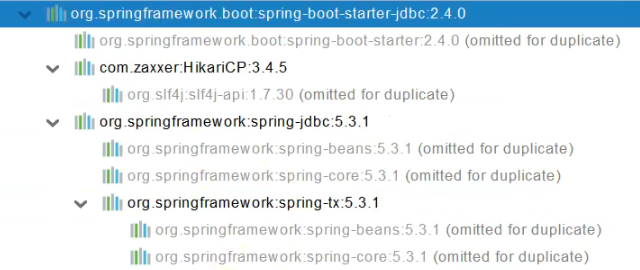 org.springframework.boot:spring-boot-starter-jdbc:2.4.0
org.springframework.boot:spring-boot-starter:2.4.0 (omitted for duplicate)
com.zaxxer:HikariCP:3.4.5
org.slf4j:slf4j-api:1.7.30 (omitted for duplicate)
org.springframework:spring-jdbc:5.3.1
org.springframework:spring-beans:5.3.1 (omitted for duplicate)
org.springframework:spring-core:5.3.1 (omitted for duplicate)
org.springframework:spring-tx:5.3.1
org.springframework:spring-beans:5.3.1 (omitted for duplicate)
org.springframework:spring-core:5.3.1 (omitted for duplicate)